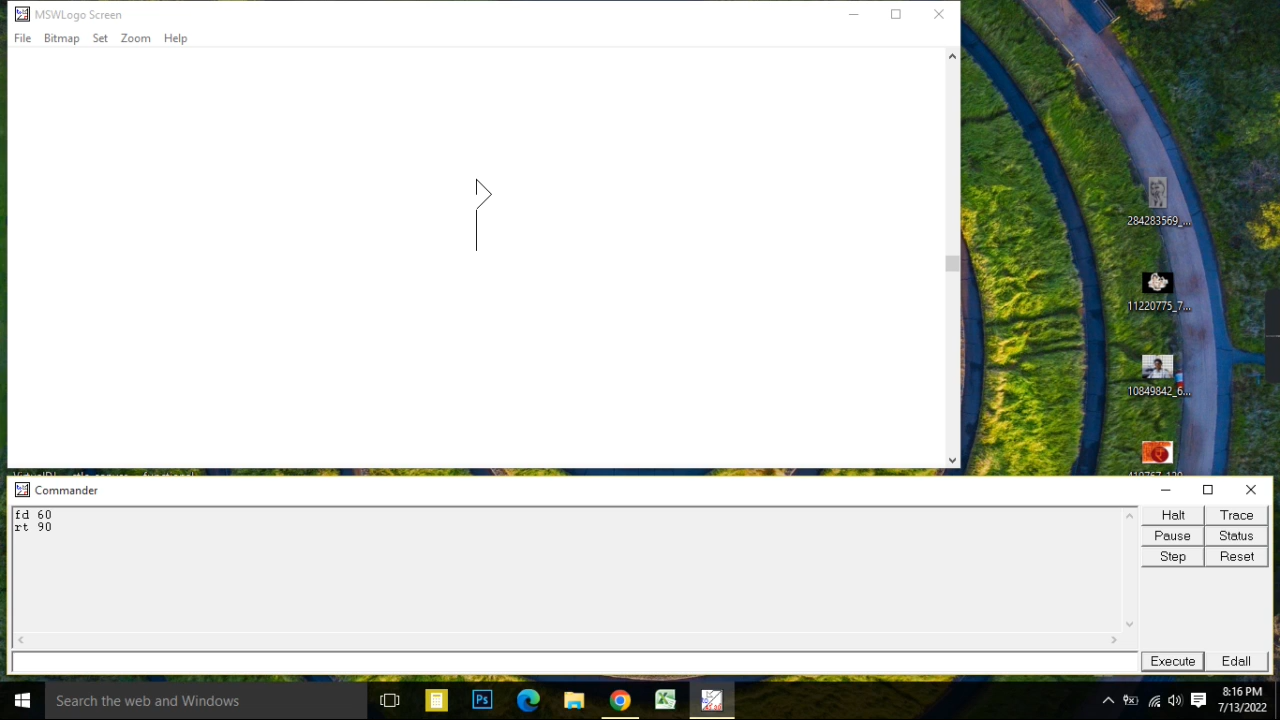 MSWLogo Screen
File Bitmap Set Zoom Help
284283569_...
11220775_7...
10849842_6...
Commander
fd 60
rt 90
Halt Trace
Pause Status
Step Reset
Execute Edall
Search the web and Windows
Ps
8:16 PM
7/13/2022